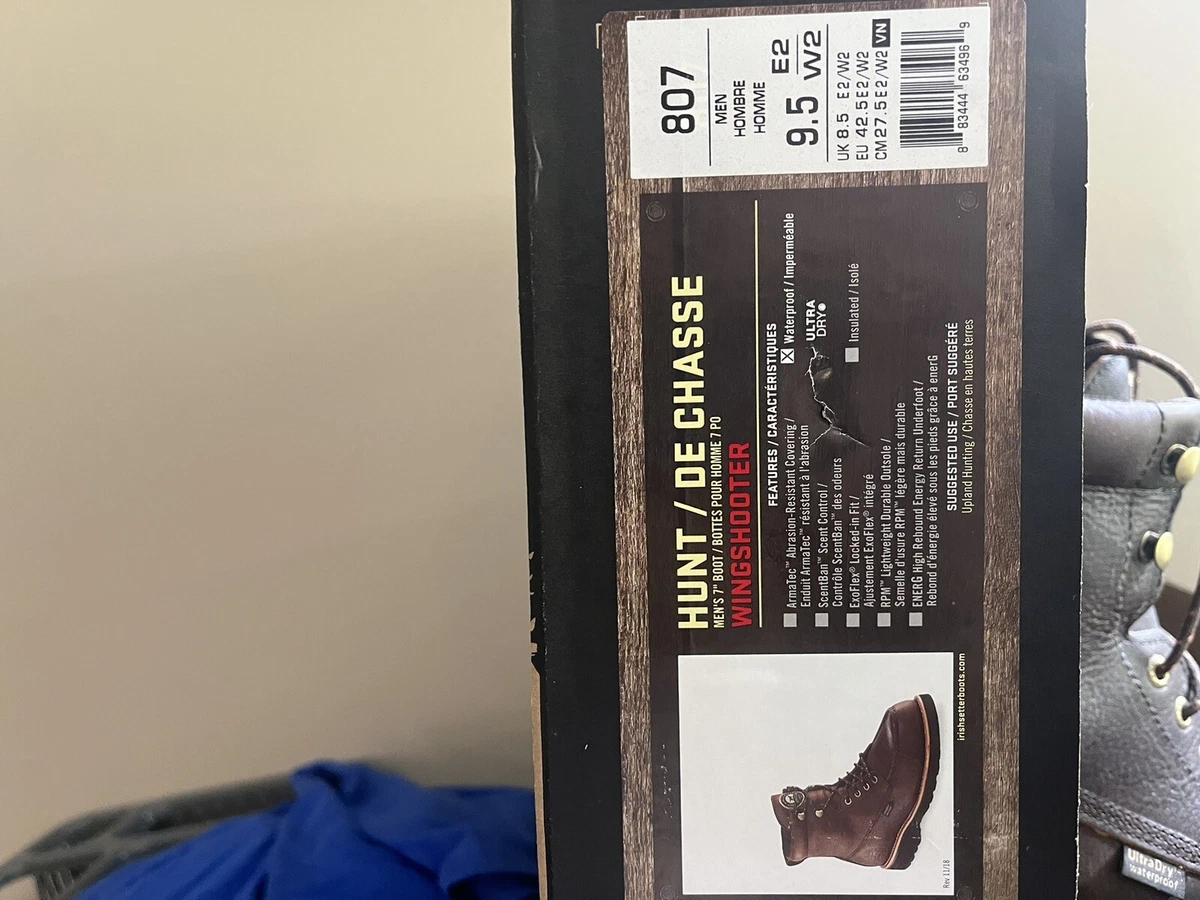 807
MEN
HOMBRE
HOMME
9.5 E2
W2
UK 8.5 E2/W2
EU 42.5 E2/W2
CM 27.5 E2/W2 VN
8 83444 63496 9
HUNT / DE CHASSE
MEN'S 7" BOOT / BOTTES POUR HOMME 7 PO
WINGSHOOTER
FEATURES / CARACTÉRISTIQUES
ArmaTec™ Abrasion-Resistant Covering /
Enduit ArmaTec™ résistant à l'abrasion
ScentBan™ Scent Control /
Contrôle ScentBan™ des odeurs
ExoFlex® Locked-in Fit /
Ajustement ExoFlex® intégré
RPM™ Lightweight Durable Outsole /
Semelle d'usure RPM™ légère mais durable
ENERG High Rebound Energy Return Underfoot /
Rebond d'énergie élevé sous les pieds grâce à enerG
Waterproof / Imperméable
ULTRA
DRY
Insulated / Isolé
SUGGESTED USE / PORT SUGGÉRÉ
Upland Hunting / Chasse en hautes terres
irishsetterboots.com
Rev 11/18
UltraDry™
waterproof